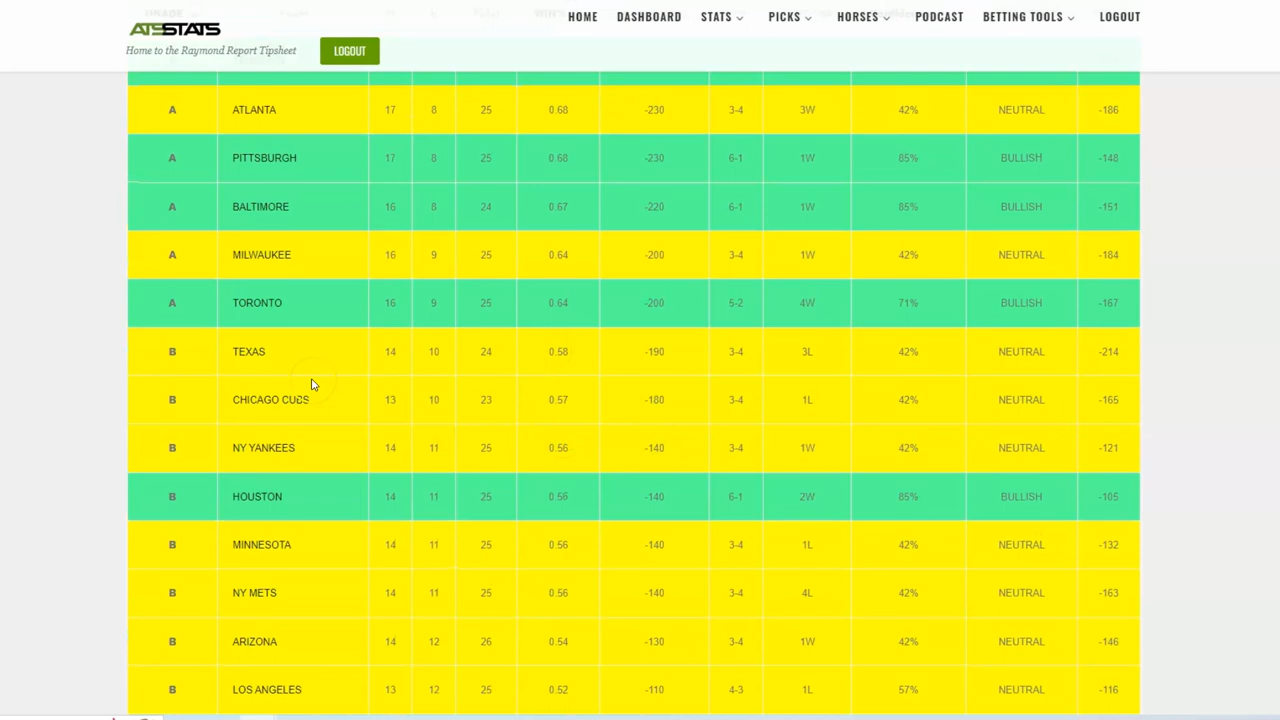 HOME DASHBOARD STATS PICKS HORSES PODCAST BETTING TOOLS LOGOUT
ATSSTATS
Home to the Raymond Report Tipsheet LOGOUT
A ATLANTA 17 8 25 0.68 -230 3-4 3W 42% NEUTRAL -186
A PITTSBURGH 17 8 25 0.68 -230 6-1 1W 85% BULLISH -148
A BALTIMORE 16 8 24 0.67 -220 6-1 1W 85% BULLISH -151
A MILWAUKEE 16 9 25 0.64 -200 3-4 1W 42% NEUTRAL -184
A TORONTO 16 9 25 0.64 -200 5-2 4W 71% BULLISH -167
B TEXAS 14 10 24 0.58 -190 3-4 3L 42% NEUTRAL -214
B CHICAGO CUBS 13 10 23 0.57 -180 3-4 1L 42% NEUTRAL -165
B NY YANKEES 14 11 25 0.56 -140 3-4 1W 42% NEUTRAL -121
B HOUSTON 14 11 25 0.56 -140 6-1 2W 85% BULLISH -105
B MINNESOTA 14 11 25 0.56 -140 3-4 1L 42% NEUTRAL -132
B NY METS 14 11 25 0.56 -140 3-4 4L 42% NEUTRAL -163
B ARIZONA 14 12 26 0.54 -130 3-4 1W 42% NEUTRAL -146
B LOS ANGELES 13 12 25 0.52 -110 4-3 1L 57% NEUTRAL -116